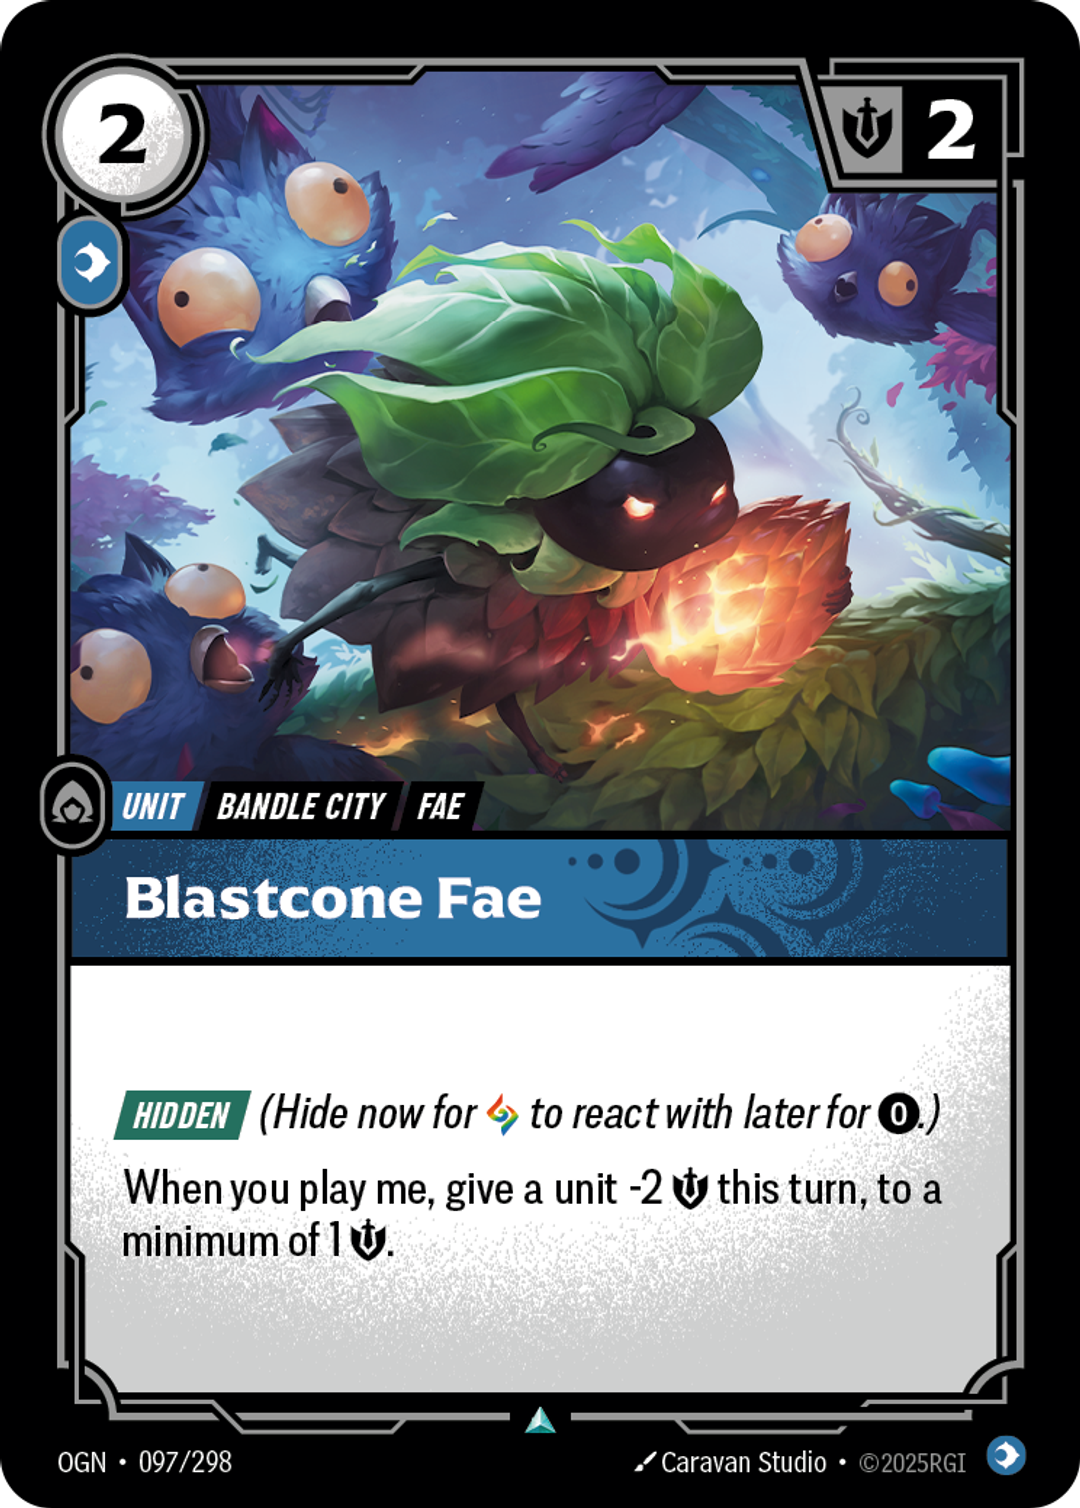 2
2
UNIT BANDLE CITY FAE
Blastcone Fae
HIDDEN (Hide now for to react with later for 0.)
When you play me, give a unit -2 this turn, to a
minimum of 1.
OGN • 097/298
Caravan Studio • ©2025RGI